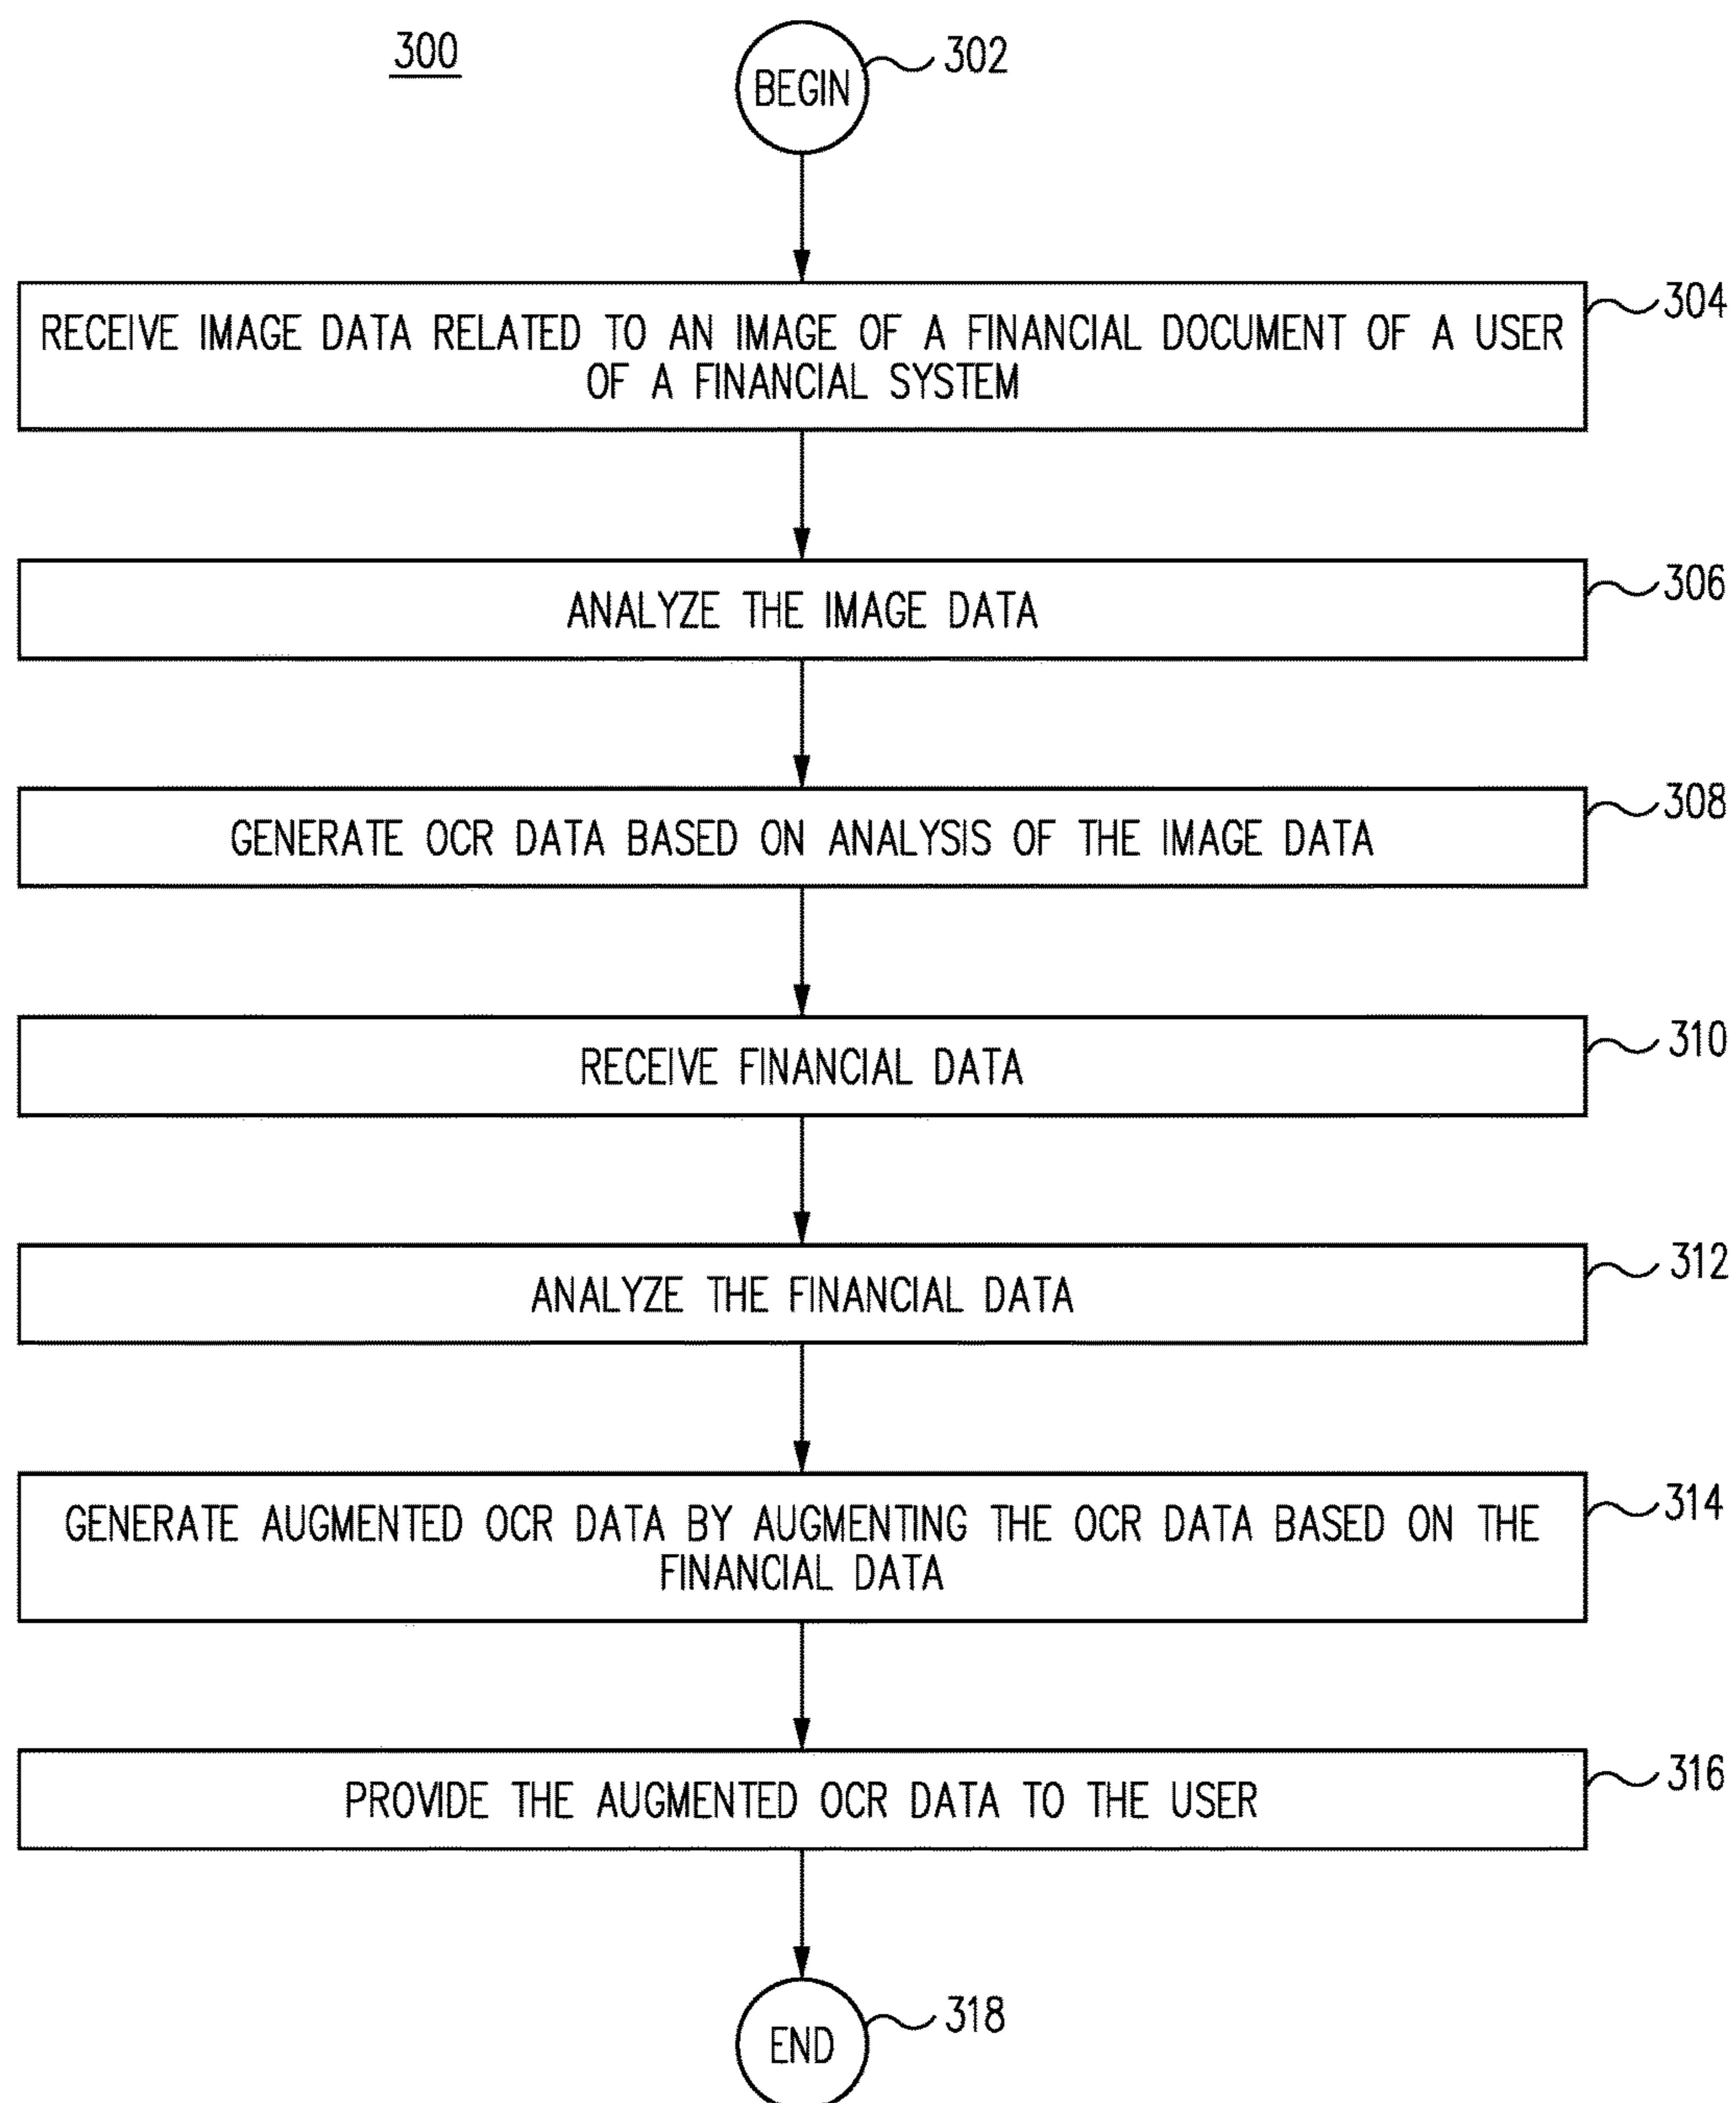 300
BEGIN
302
RECEIVE IMAGE DATA RELATED TO AN IMAGE OF A FINANCIAL DOCUMENT OF A USER
OF A FINANCIAL SYSTEM
304
ANALYZE THE IMAGE DATA
306
GENERATE OCR DATA BASED ON ANALYSIS OF THE IMAGE DATA
308
RECEIVE FINANCIAL DATA
310
ANALYZE THE FINANCIAL DATA
312
GENERATE AUGMENTED OCR DATA BY AUGMENTING THE OCR DATA BASED ON THE
FINANCIAL DATA
314
PROVIDE THE AUGMENTED OCR DATA TO THE USER
316
END
318